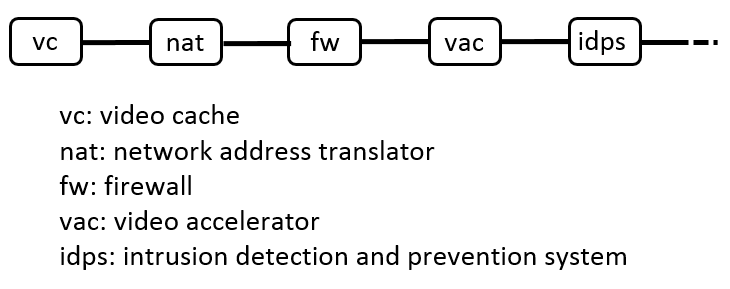 vc nat fw vac idps
vc: video cache
nat: network address translator
fw: firewall
vac: video accelerator
idps: intrusion detection and prevention system